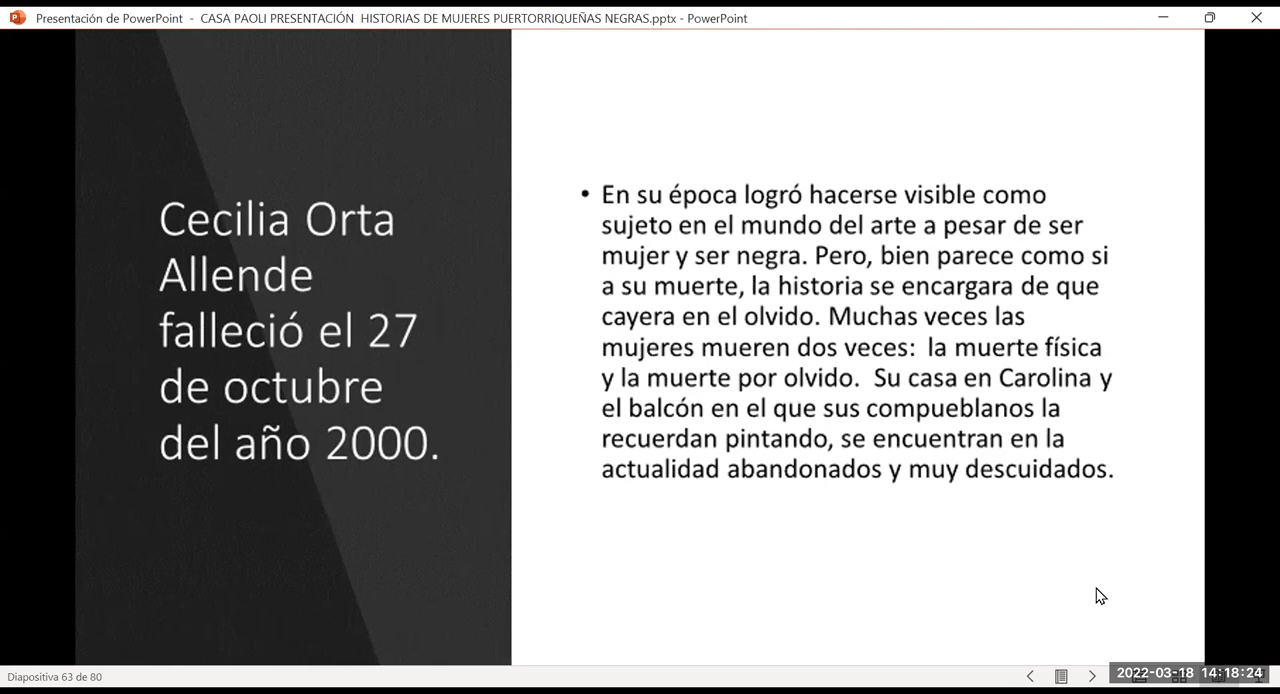 Presentación de PowerPoint - CASA PAOLI PRESENTACIÓN HISTORIAS DE MUJERES PUERTORRIQUEÑAS NEGRAS.pptx - PowerPoint
Cecilia Orta
Allende
falleció el 27
de octubre
del año 2000.
• En su época logró hacerse visible como
sujeto en el mundo del arte a pesar de ser
mujer y ser negra. Pero, bien parece como si
a su muerte, la historia se encargara de que
cayera en el olvido. Muchas veces las
mujeres mueren dos veces: la muerte física
y la muerte por olvido. Su casa en Carolina y
el balcón en el que sus compueblanos la
recuerdan pintando, se encuentran en la
actualidad abandonados y muy descuidados.
Diapositiva 63 de 80
2022-03-18 14:18:24